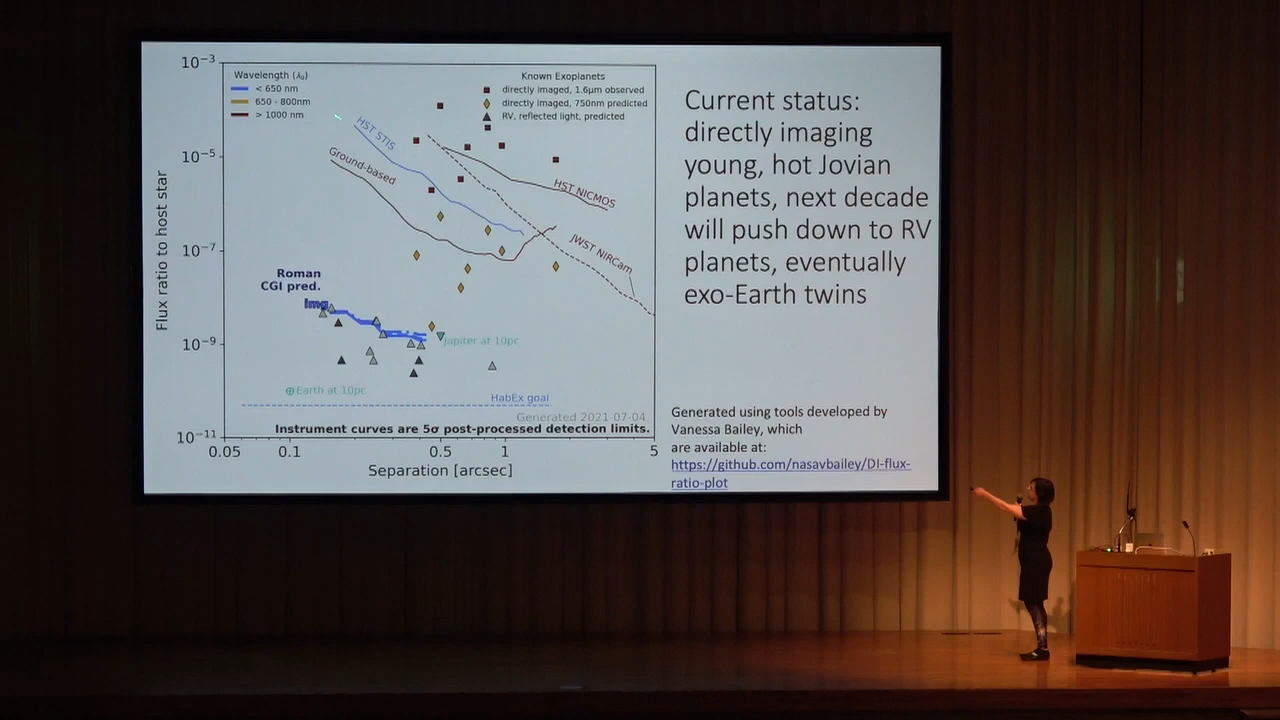 10⁻³
10⁻⁵
10⁻⁷
10⁻⁹
10⁻¹¹
Flux ratio to host star
Wavelength (λ₀)
< 650 nm
650 - 800nm
> 1000 nm
Known Exoplanets
directly imaged, 1.6μm observed
directly imaged, 750nm predicted
RV, reflected light, predicted
HST STIS
Ground-based
HST NICMOS
JWST NIRCam
Roman
CGI pred.
img
Jupiter at 10pc
Earth at 10pc
HabEx goal
Generated 2021-07-04
Instrument curves are 5σ post-processed detection limits.
0.05 0.1 0.5 1 5
Separation [arcsec]
Current status:
directly imaging
young, hot Jovian
planets, next decade
will push down to RV
planets, eventually
exo-Earth twins
Generated using tools developed by
Vanessa Bailey, which
are available at:
https://github.com/nasavbailey/DI-flux-
ratio-plot